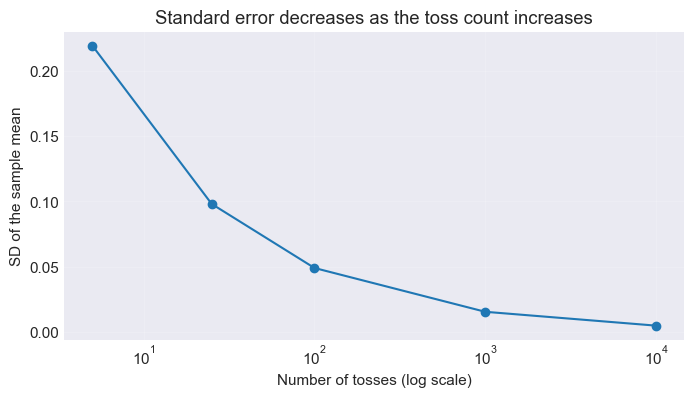 Standard error decreases as the toss count increases
SD of the sample mean
0.20
0.15
0.10
0.05
0.00
10¹ 10² 10³ 10⁴
Number of tosses (log scale)